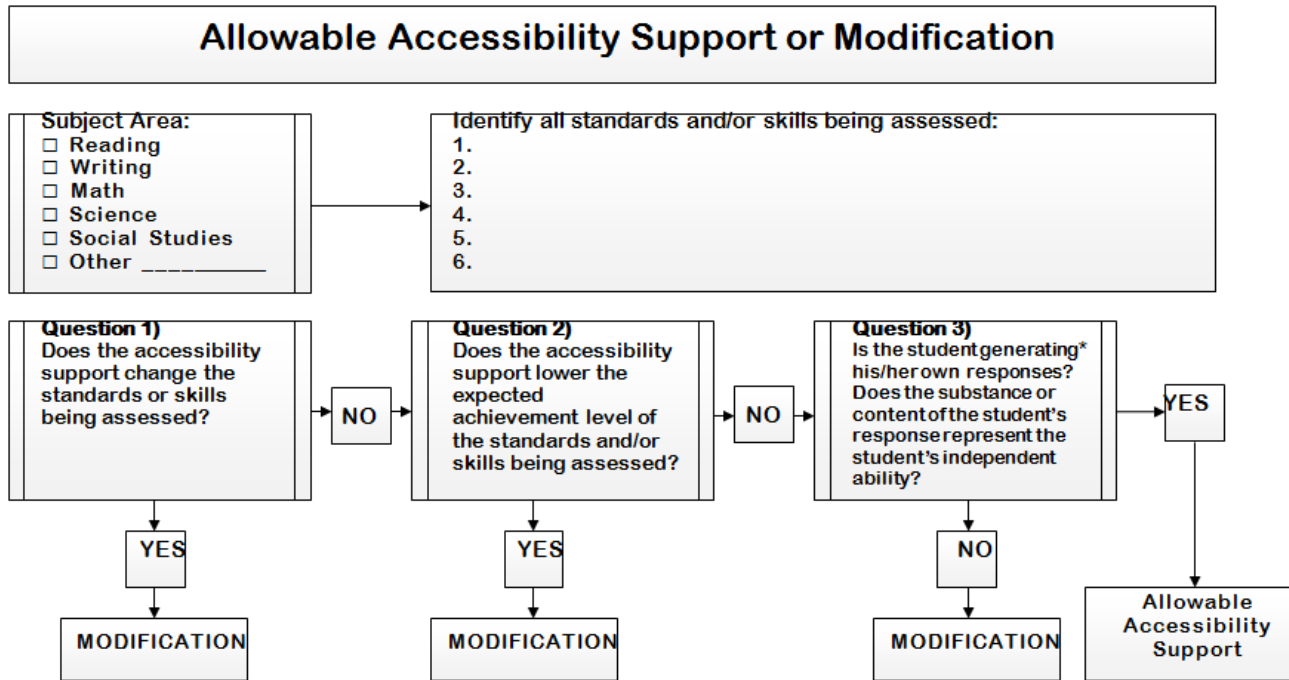 Allowable Accessibility Support or Modification
Subject Area:
☐ Reading
☐ Writing
☐ Math
☐ Science
☐ Social Studies
☐ Other __________
Identify all standards and/or skills being assessed:
1.
2.
3.
4.
5.
6.
Question 1)
Does the accessibility
support change the
standards or skills
being assessed?
NO
Question 2)
Does the accessibility
support lower the
expected
achievement level of
the standards and/or
skills being assessed?
NO
Question 3)
Is the student generating*
his/her own responses?
Does the substance or
content of the student's
response represent the
student's independent
ability?
YES
YES
YES
NO
MODIFICATION
MODIFICATION
MODIFICATION
Allowable
Accessibility
Support